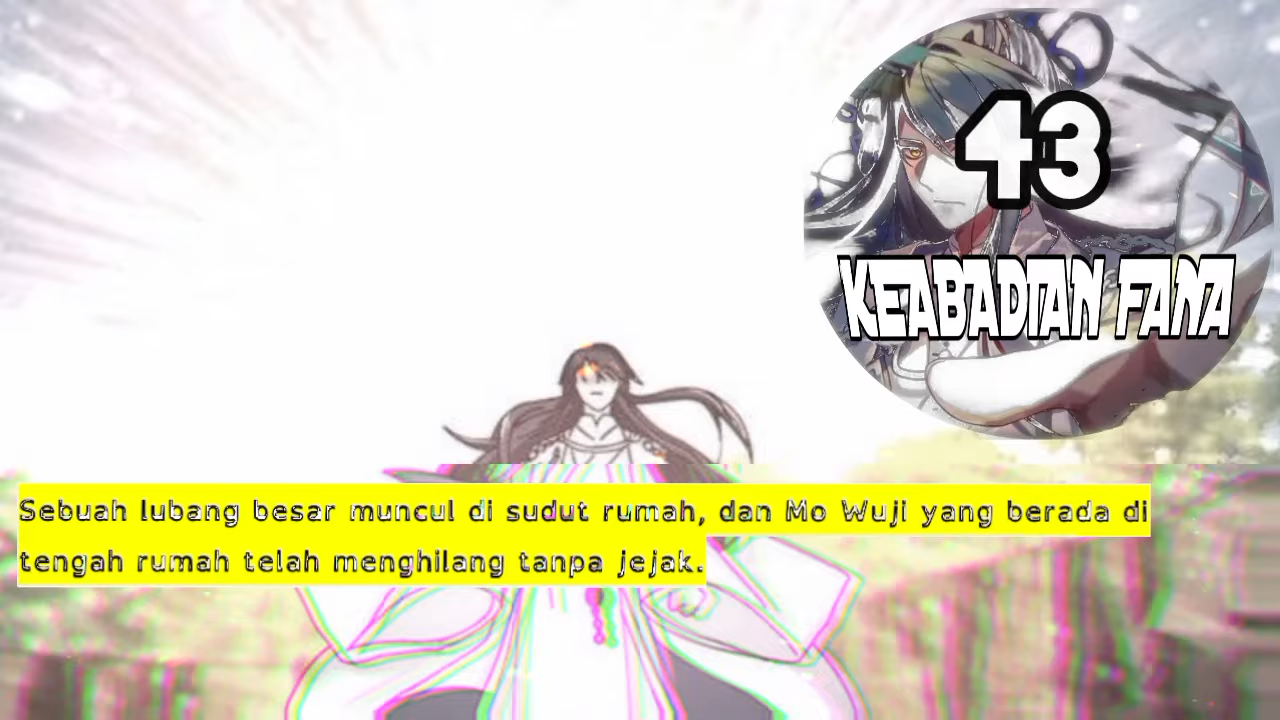 43
KEABADIAN FANA
Sebuah lubang besar muncul di sudut rumah, dan Mo Wuji yang berada di
tengah rumah telah menghilang tanpa jejak.